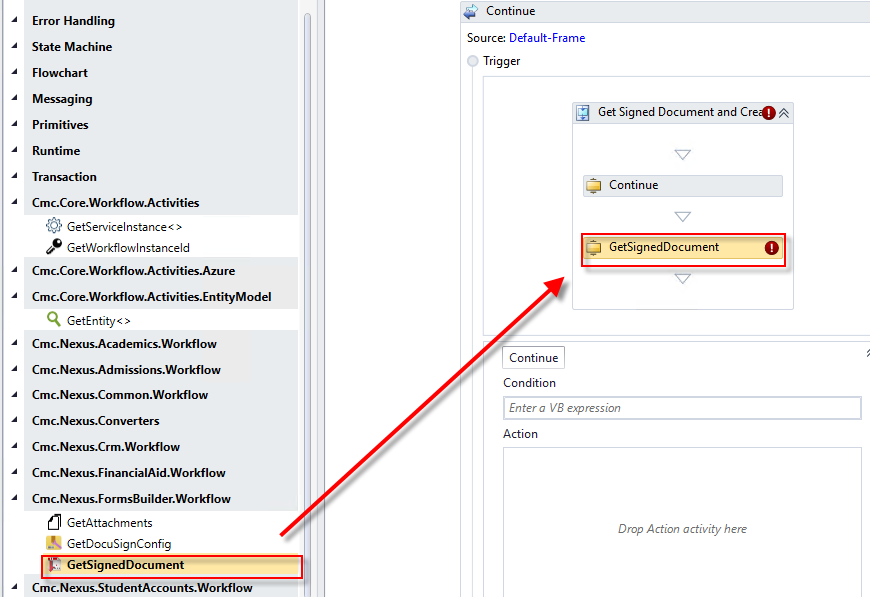 Error Handling
State Machine
Flowchart
Messaging
Primitives
Runtime
Transaction
Cmc.Core.Workflow.Activities
GetServiceInstance<>
GetWorkflowInstanceId
Cmc.Core.Workflow.Activities.Azure
Cmc.Core.Workflow.Activities.EntityModel
GetEntity<>
Cmc.Nexus.Academics.Workflow
Cmc.Nexus.Admissions.Workflow
Cmc.Nexus.Common.Workflow
Cmc.Nexus.Converters
Cmc.Nexus.Crm.Workflow
Cmc.Nexus.FinancialAid.Workflow
Cmc.Nexus.FormsBuilder.Workflow
GetAttachments
GetDocuSignConfig
GetSignedDocument
Cmc.Nexus.StudentAccounts.Workflow
Continue
Source: Default-Frame
Trigger
Get Signed Document and Crea
Continue
GetSignedDocument
Continue
Condition
Enter a VB expression
Action
Drop Action activity here